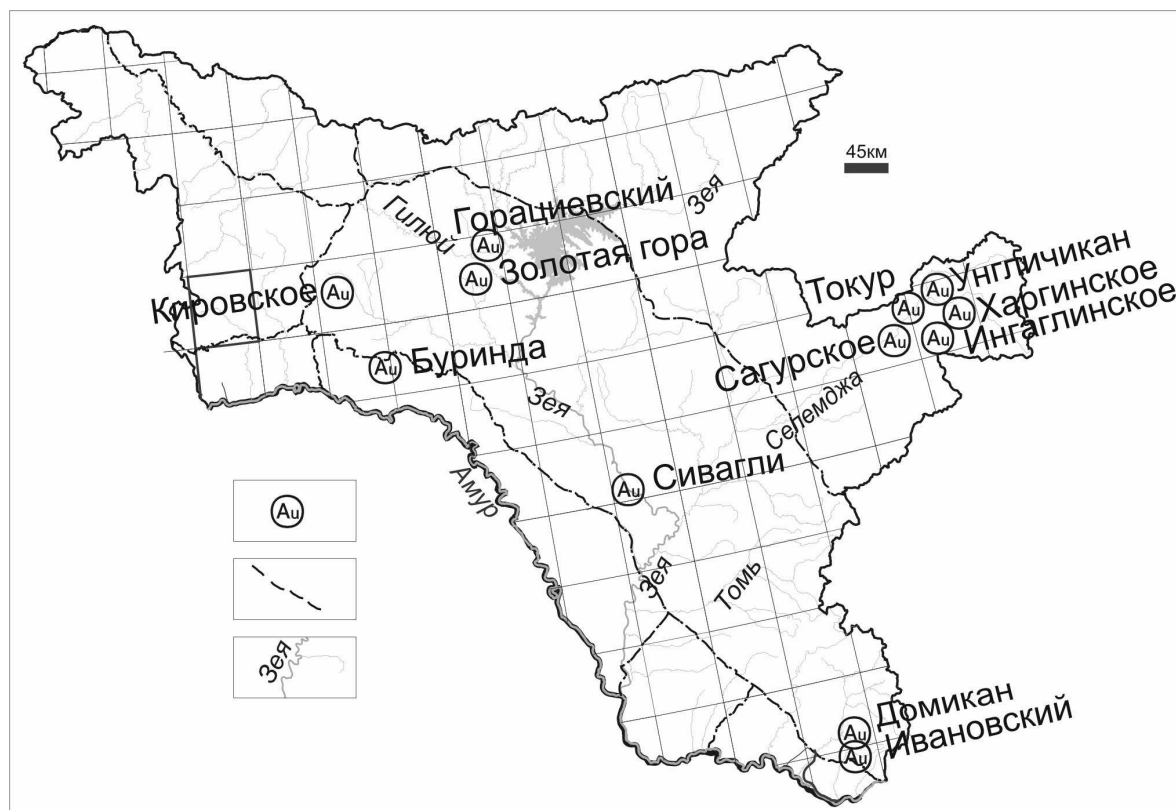 45км
Зея
Гилюй
Горациевский
Au
Золотая гора
Au
Кировское
Au
Токур
Au
Унгличикан
Au
Харгинское
Au
Ингаглинское
Au
Сагурское
Au
Буринда
Au
Зея
Селемджа
Амур
Сивагли
Au
Au
Зея
Томь
Зея
Домикан
Au
Ивановский
Au